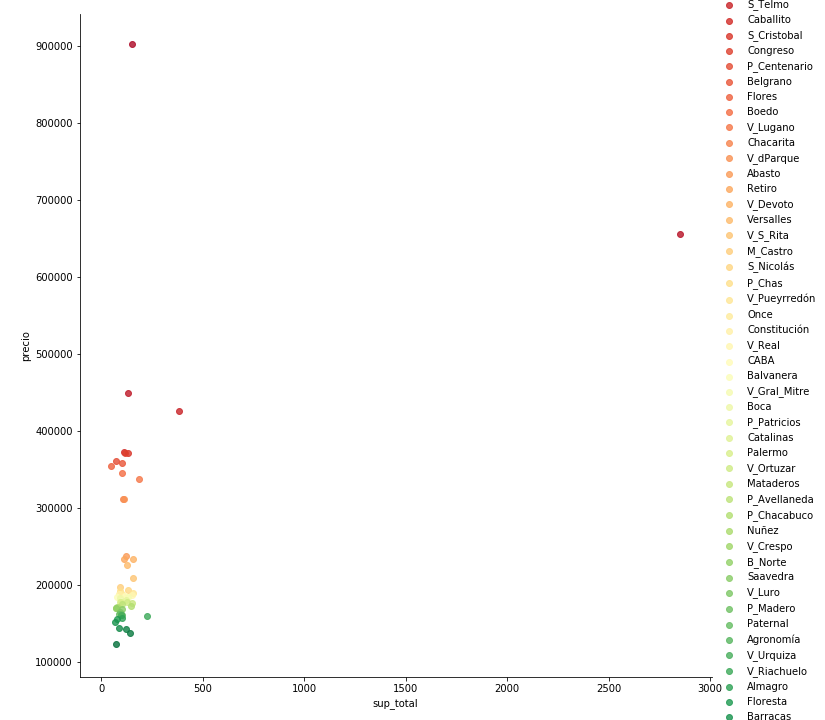 900000
800000
700000
600000
500000
400000
300000
200000
100000
precio
0
500
1000
1500
2000
2500
3000
sup_total
S_Telmo
Caballito
S_Cristobal
Congreso
P_Centenario
Belgrano
Flores
Boedo
V_Lugano
Chacarita
V_dParque
Abasto
Retiro
V_Devoto
Versalles
V_S_Rita
M_Castro
S_Nicolás
P_Chas
V_Pueyrredón
Once
Constitución
V_Real
CABA
Balvanera
V_Gral_Mitre
Boca
P_Patricios
Catalinas
Palermo
V_Ortuzar
Mataderos
P_Avellaneda
P_Chacabuco
Nuñez
V_Crespo
B_Norte
Saavedra
V_Luro
P_Madero
Paternal
Agronomía
V_Urquiza
V_Riachuelo
Almagro
Floresta
Barracas